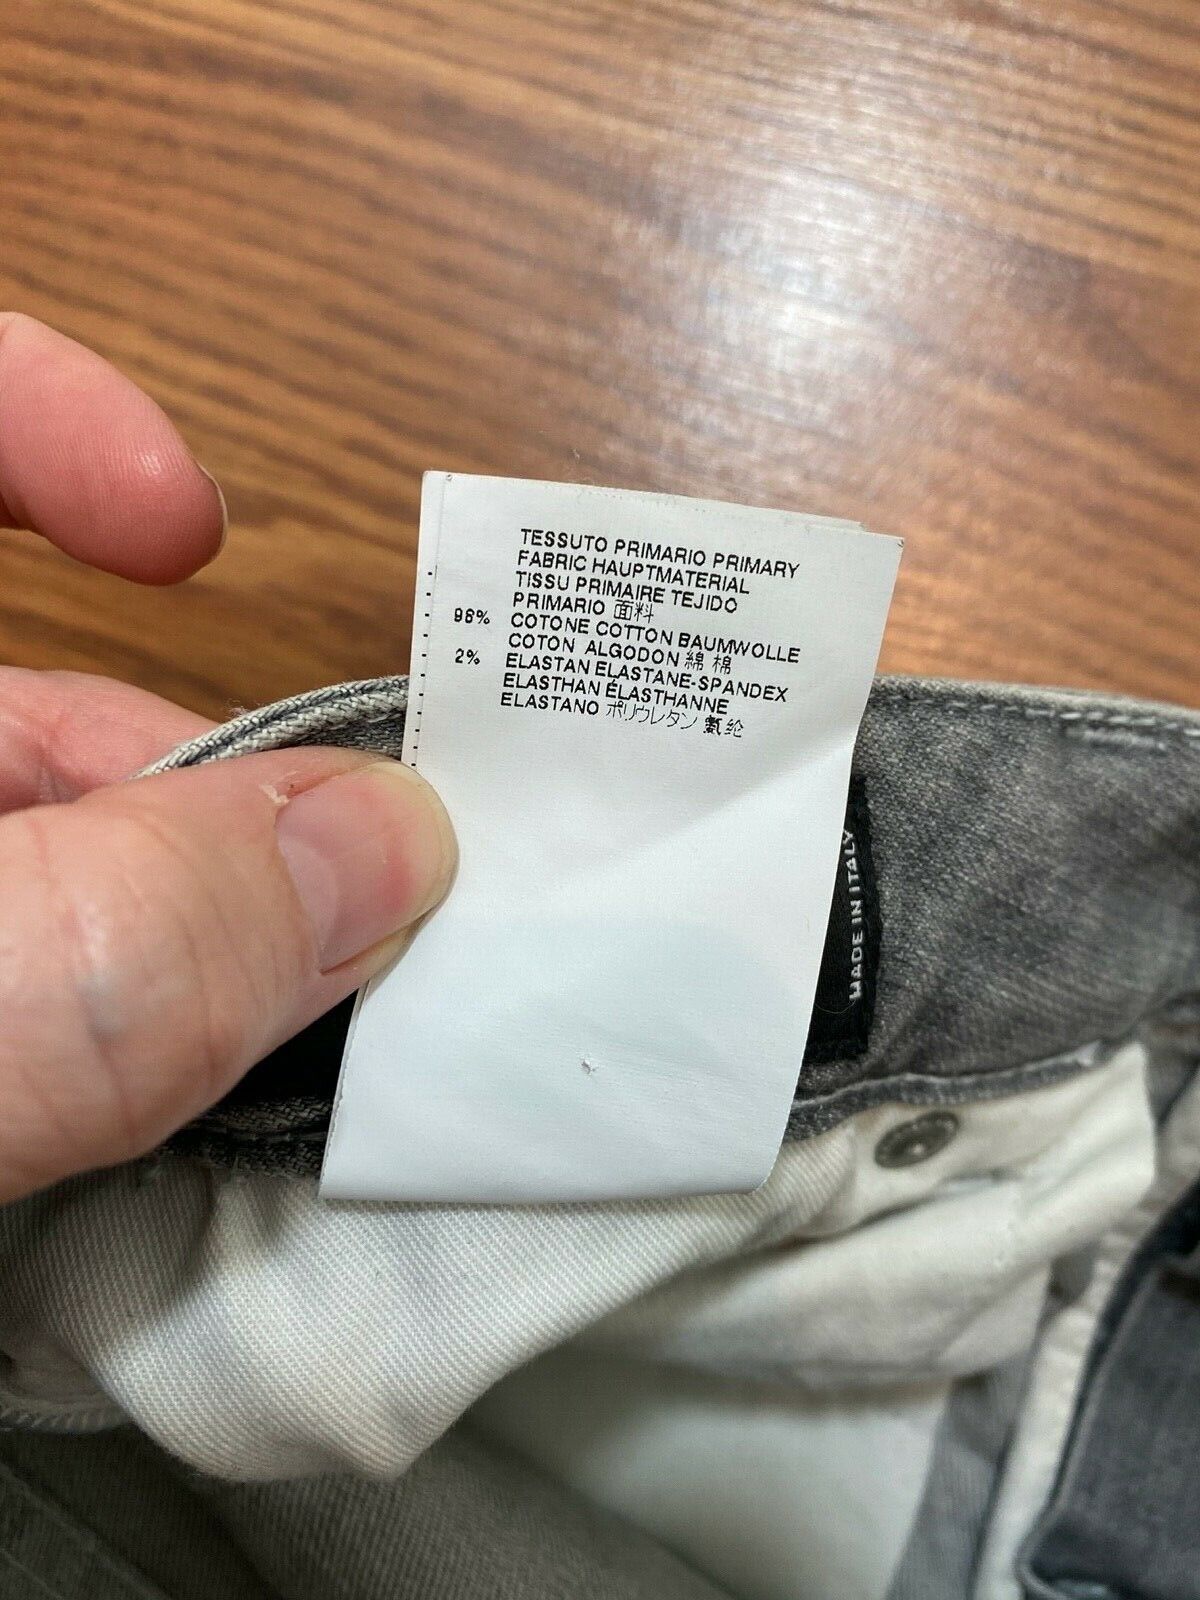 TESSUTO PRIMARIO PRIMARY
FABRIC HAUPTMATERIAL
TISSU PRIMAIRE TEJIDO
PRIMARIO 面料
98% COTONE COTTON BAUMWOLLE
COTON ALGODON 綿 棉
2% ELASTAN ELASTANE-SPANDEX
ELASTHAN ÉLASTHANNE
ELASTANO ポリウレタン 氨纶
MADE IN ITALY